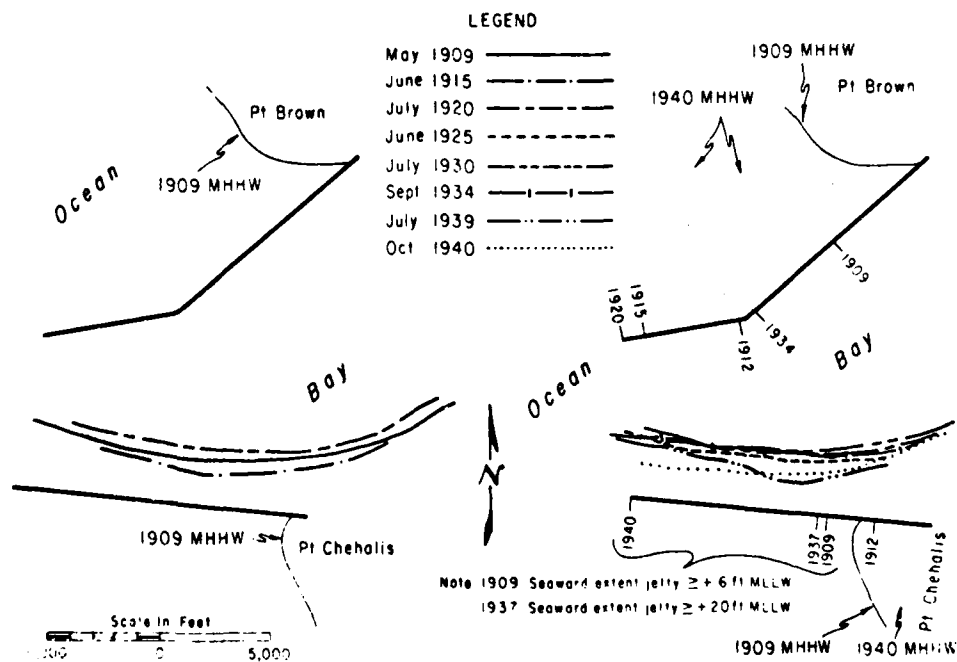 LEGEND
May 1909
June 1915
July 1920
June 1925
July 1930
Sept 1934
July 1939
Oct 1940
Pt Brown
1909 MHHW
Ocean
Bay
1909 MHHW
Pt Chehalis
Scale In Feet
0 5,000
N
1909 MHHW
Pt Brown
1940 MHHW
1909
1920
1915
1912
1934
Bay
Ocean
1940
1937
1909
1912
Pt Chehalis
Note 1909 Seaward extent jetty ≥ + 6 ft MLLW
1937 Seaward extent jetty ≥ + 20 ft MLLW
1909 MHHW
1940 MHHW